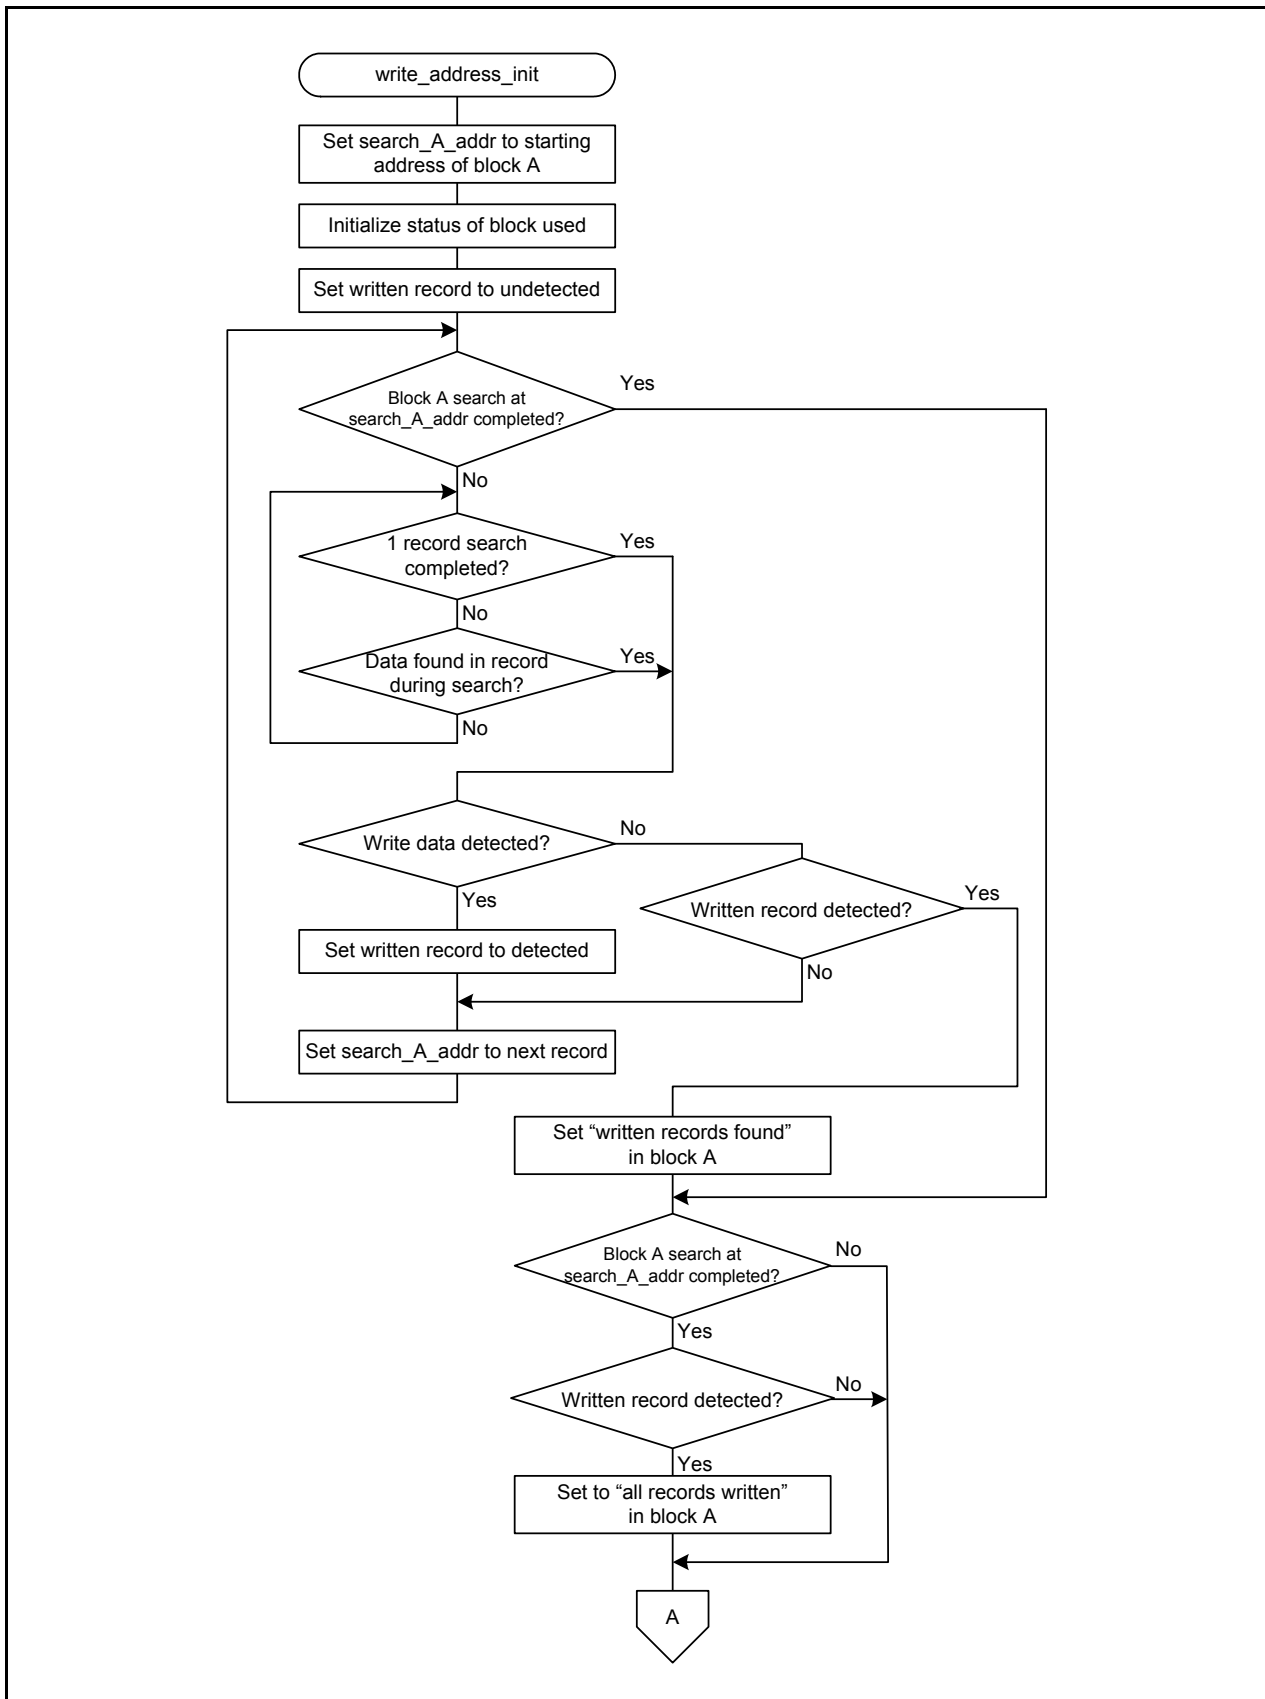 write_address_init
Set search_A_addr to starting
address of block A
Initialize status of block used
Set written record to undetected
Block A search at
search_A_addr completed?
Yes
No
1 record search
completed?
Yes
No
Data found in record
during search?
Yes
No
Write data detected?
No
Yes
Written record detected?
Yes
No
Set written record to detected
Set search_A_addr to next record
Set “written records found”
in block A
Block A search at
search_A_addr completed?
No
Yes
Written record detected?
No
Yes
Set to “all records written”
in block A
A